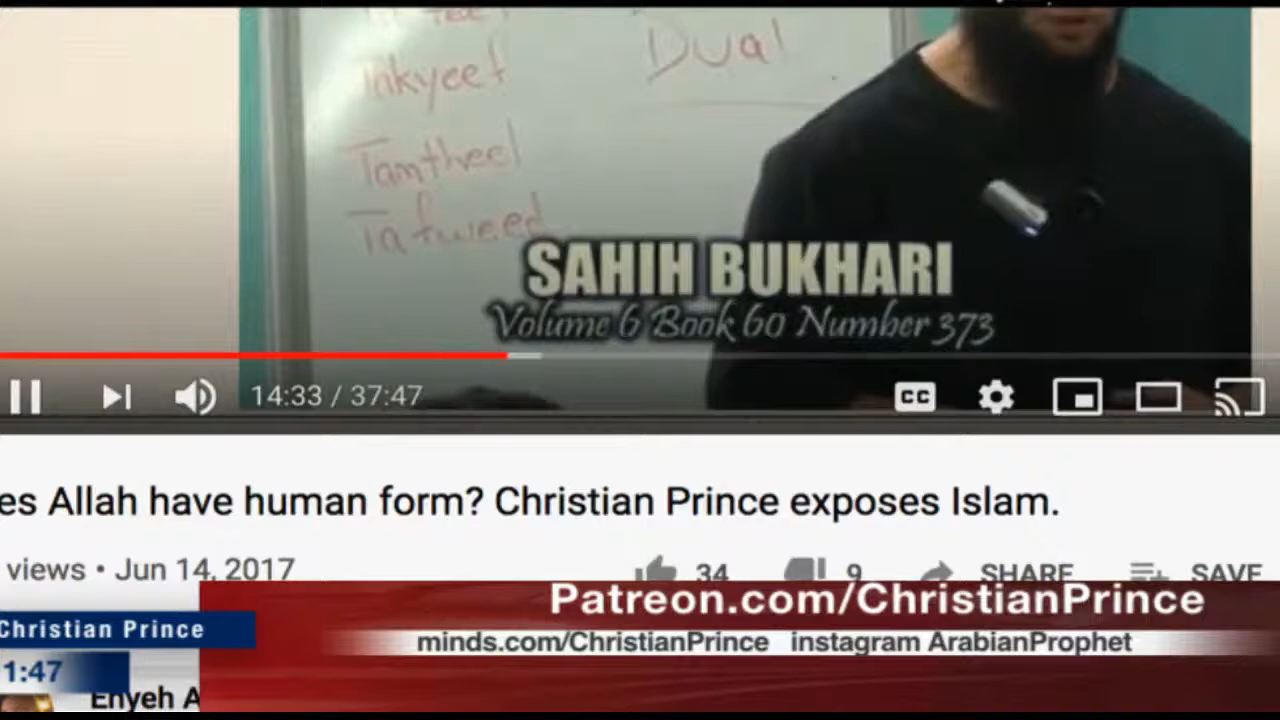 Dual
Inkyeef
Tamtheel
Tafweed
SAHIH BUKHARI
Volume 6 Book 60 Number 373
14:33 / 37:47
CC
es Allah have human form? Christian Prince exposes Islam.
views • Jun 14, 2017
34
9
SHARE
SAVE
Patreon.com/ChristianPrince
Christian Prince
minds.com/ChristianPrince instagram ArabianProphet
1:47
Enyeh A